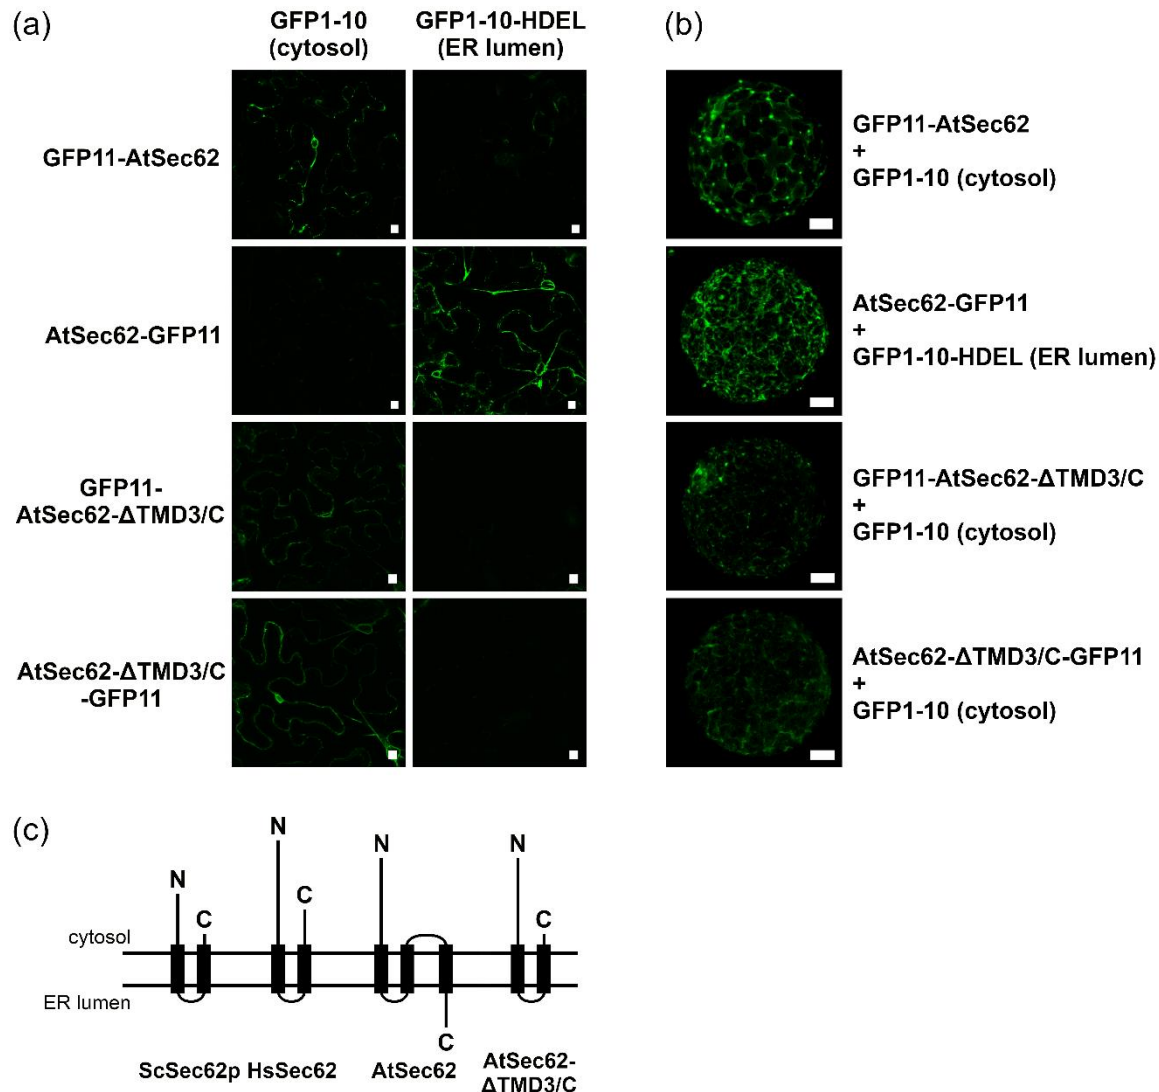 (a)
GFP1-10
(cytosol)
GFP1-10-HDEL
(ER lumen)
GFP11-AtSec62
AtSec62-GFP11
GFP11-
AtSec62-ΔTMD3/C
AtSec62-ΔTMD3/C
-GFP11
(b)
GFP11-AtSec62
+
GFP1-10 (cytosol)
AtSec62-GFP11
+
GFP1-10-HDEL (ER lumen)
GFP11-AtSec62-ΔTMD3/C
+
GFP1-10 (cytosol)
AtSec62-ΔTMD3/C-GFP11
+
GFP1-10 (cytosol)
(c)
N
C
N
C
N
C
N
C
cytosol
ER lumen
ScSec62p
HsSec62
AtSec62
AtSec62-
ΔTMD3/C